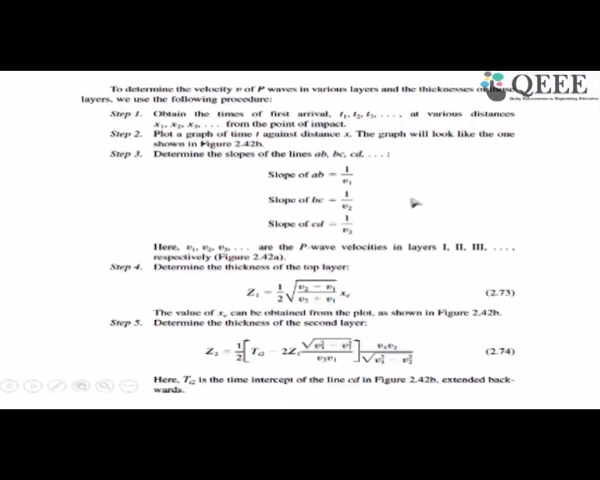 QEEE
To determine the velocity v of P waves in various layers and the thicknesses of these
layers, we use the following procedure:
Step 1. Obtain the times of first arrival, t₁, t₂, t₃, . . . , at various distances
x₁, x₂, x₃, . . . from the point of impact.
Step 2. Plot a graph of time t against distance x. The graph will look like the one
shown in Figure 2.42b.
Step 3. Determine the slopes of the lines ab, bc, cd, . . . :
Slope of ab = 1/v₁
Slope of bc = 1/v₂
Slope of cd = 1/v₃
Here, v₁, v₂, v₃, . . . are the P-wave velocities in layers I, II, III, . . . ,
respectively (Figure 2.42a).
Step 4. Determine the thickness of the top layer:
Z₁ = 1/2 √((v₂ − v₁)/(v₂ + v₁)) x_c (2.73)
The value of x_c can be obtained from the plot, as shown in Figure 2.42b.
Step 5. Determine the thickness of the second layer:
Z₂ = 1/2 [T_i2 − 2Z₁ √(v₃² − v₁²)/(v₃v₁)] v₃v₂/√(v₃² − v₂²) (2.74)
Here, T_i2 is the time intercept of the line cd in Figure 2.42b, extended back-
wards.